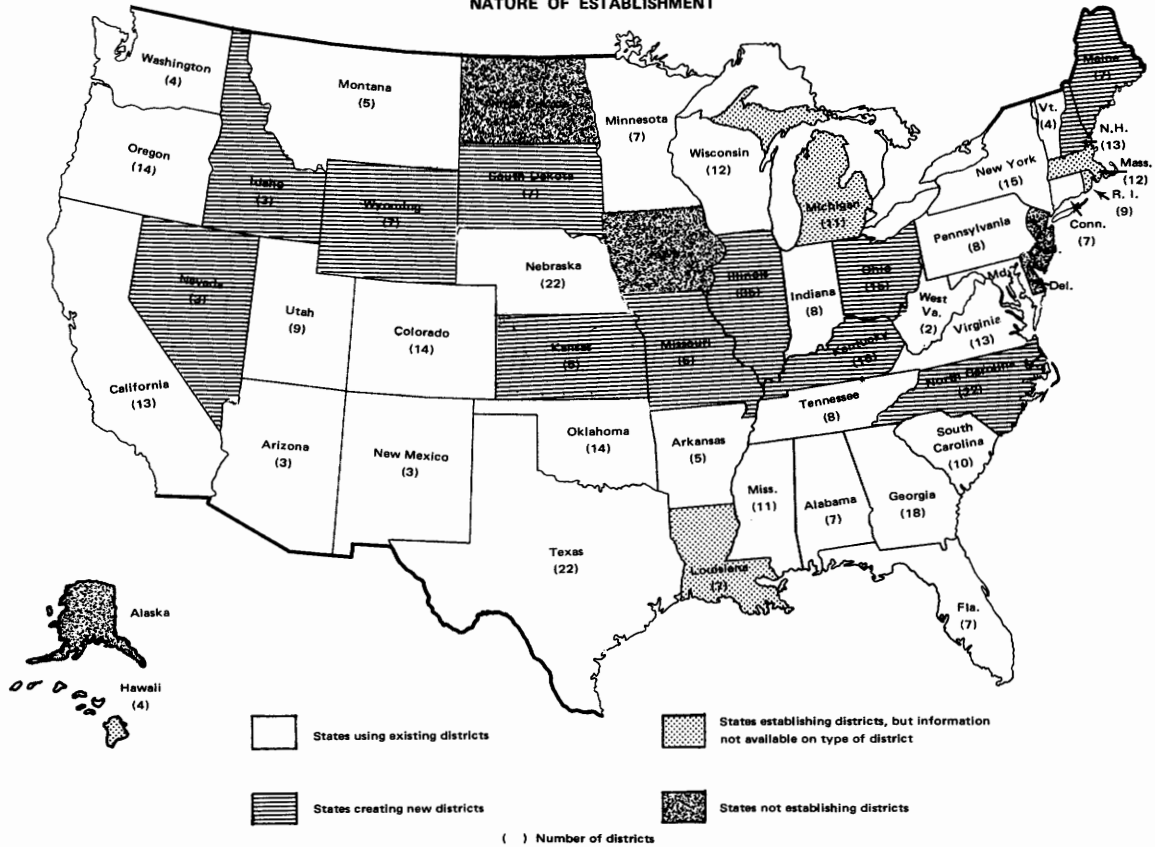 NATURE OF ESTABLISHMENT
Washington
(4)
Oregon
(14)
California
(13)
Idaho
(3)
Nevada
(3)
Montana
(5)
Wyoming
(7)
Utah
(9)
Colorado
(14)
Arizona
(3)
New Mexico
(3)
South Dakota
(7)
Nebraska
(22)
Kansas
Oklahoma
(14)
Texas
(22)
Minnesota
(7)
Missouri
Arkansas
(5)
Louisiana
(7)
Wisconsin
(12)
Illinois
Michigan
(11)
Indiana
(8)
Ohio
Kentucky
Tennessee
(8)
Miss.
(11)
Alabama
(7)
Georgia
(18)
Fla.
(7)
South
Carolina
(10)
North Carolina
Virginia
(13)
West
Va.
(2)
Md.
Del.
Pennsylvania
(8)
New York
(15)
Vt.
(4)
Maine
N.H.
(13)
Mass.
(12)
R. I.
(9)
Conn.
(7)
Alaska
Hawaii
(4)
States using existing districts
States establishing districts, but information
not available on type of district
States creating new districts
States not establishing districts
( ) Number of districts